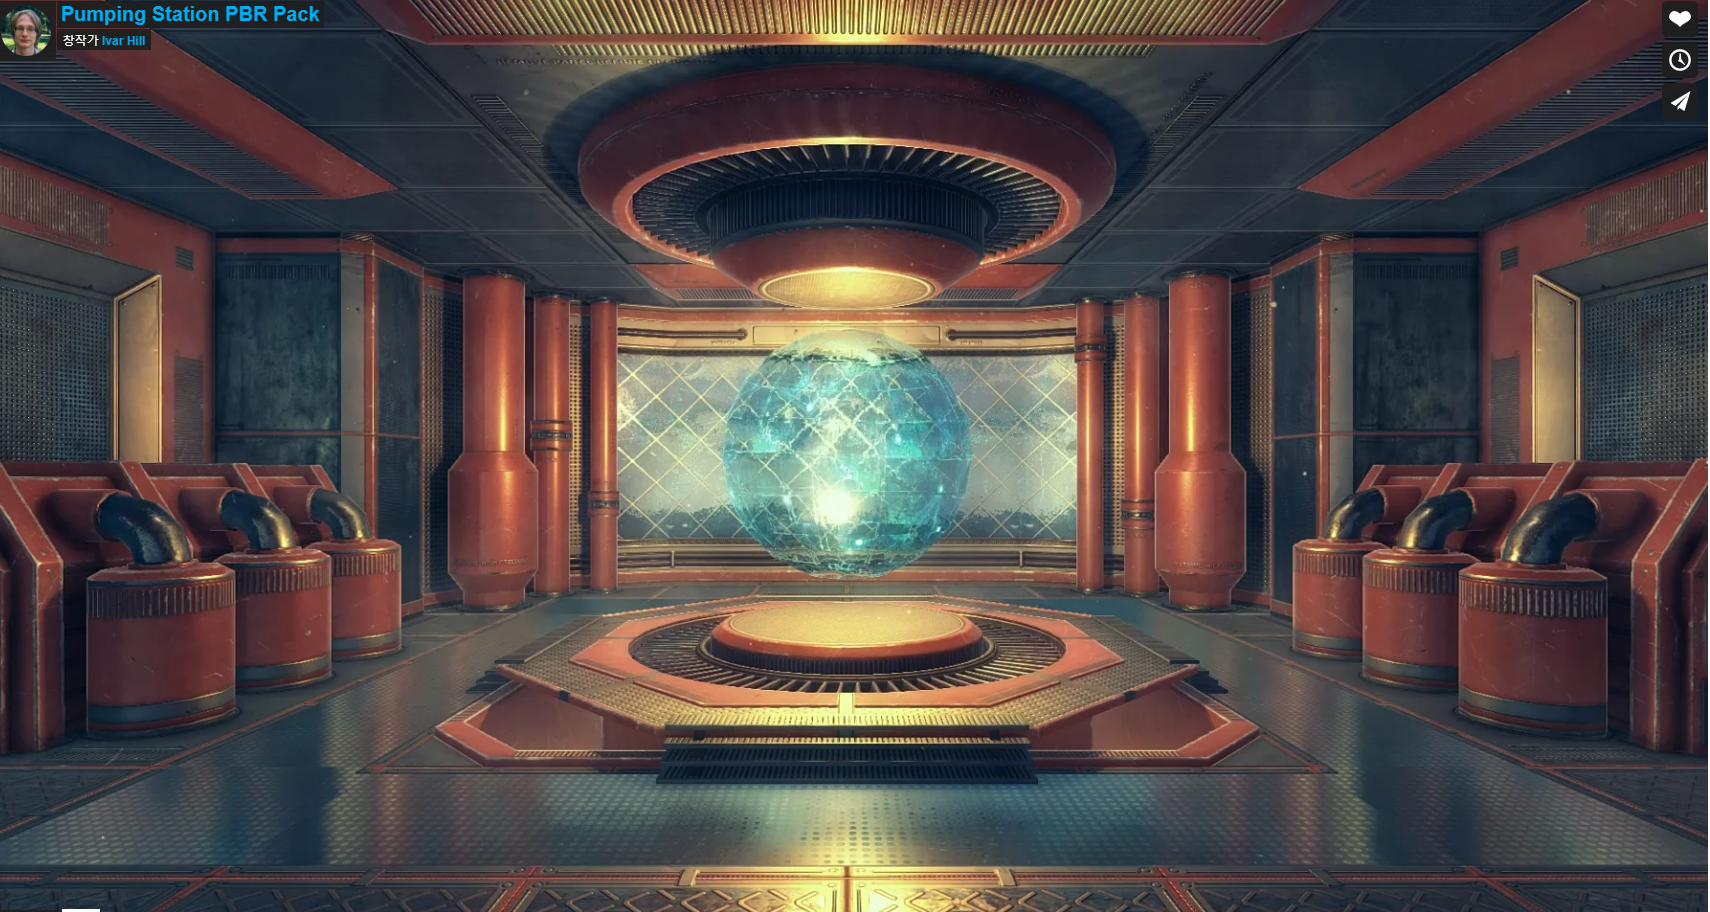 Pumping Station PBR Pack
창작가 Ivar Hill